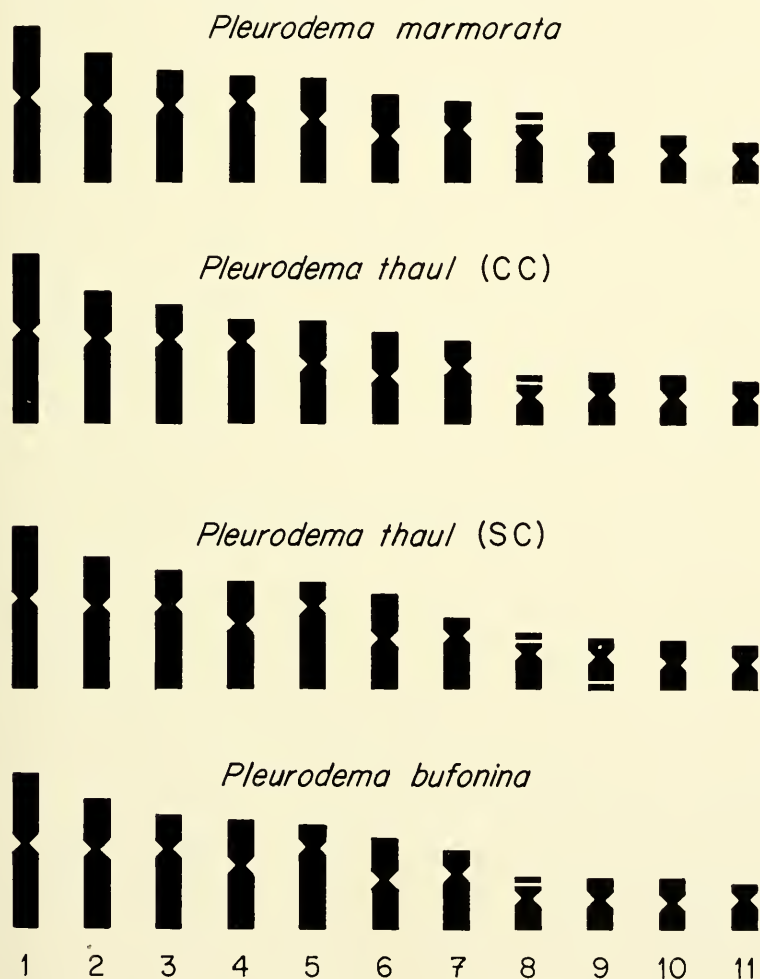 Pleurodema marmorata
Pleurodema thaul (CC)
Pleurodema thaul (SC)
Pleurodema bufonina
1 2 3 4 5 6 7 8 9 10 11